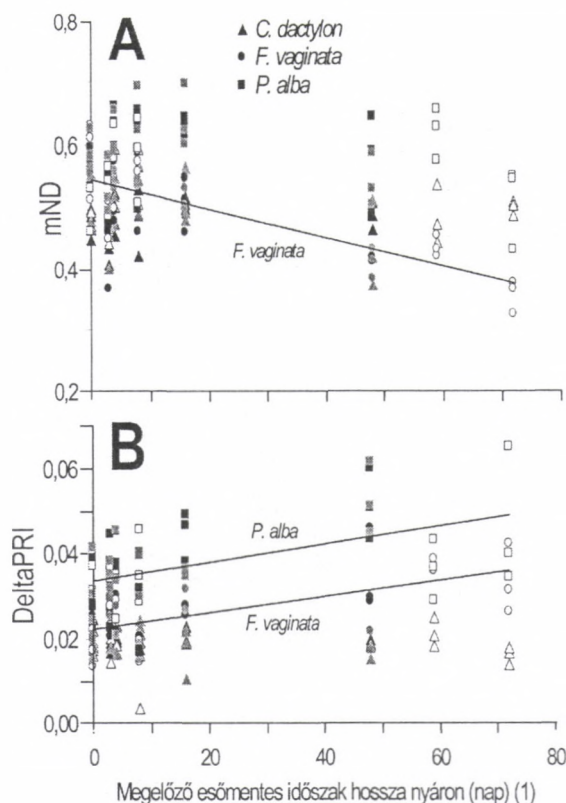 0,8
A
▲ C. dactylon
● F. vaginata
■ P. alba
0,6
mND
F. vaginata
0,4
0,2
B
0,06
P. alba
DeltaPRI
0,04
F. vaginata
0,02
0,00
0 20 40 60 80
Megelőző esőmentes időszak hossza nyáron (nap) (1)